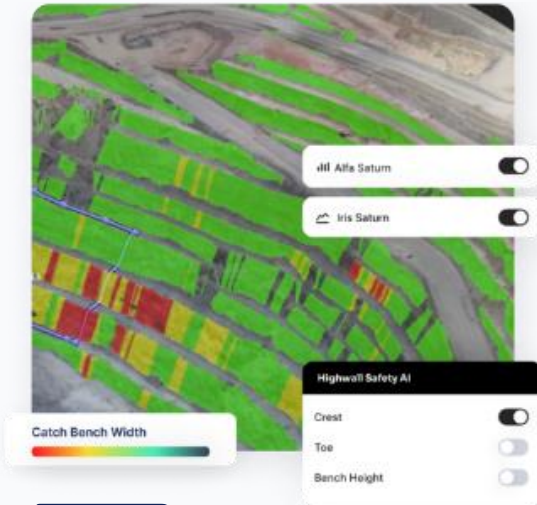 Alfa Saturn
Iris Saturn
Highwall Safety AI
Crest
Toe
Bench Height
Catch Bench Width